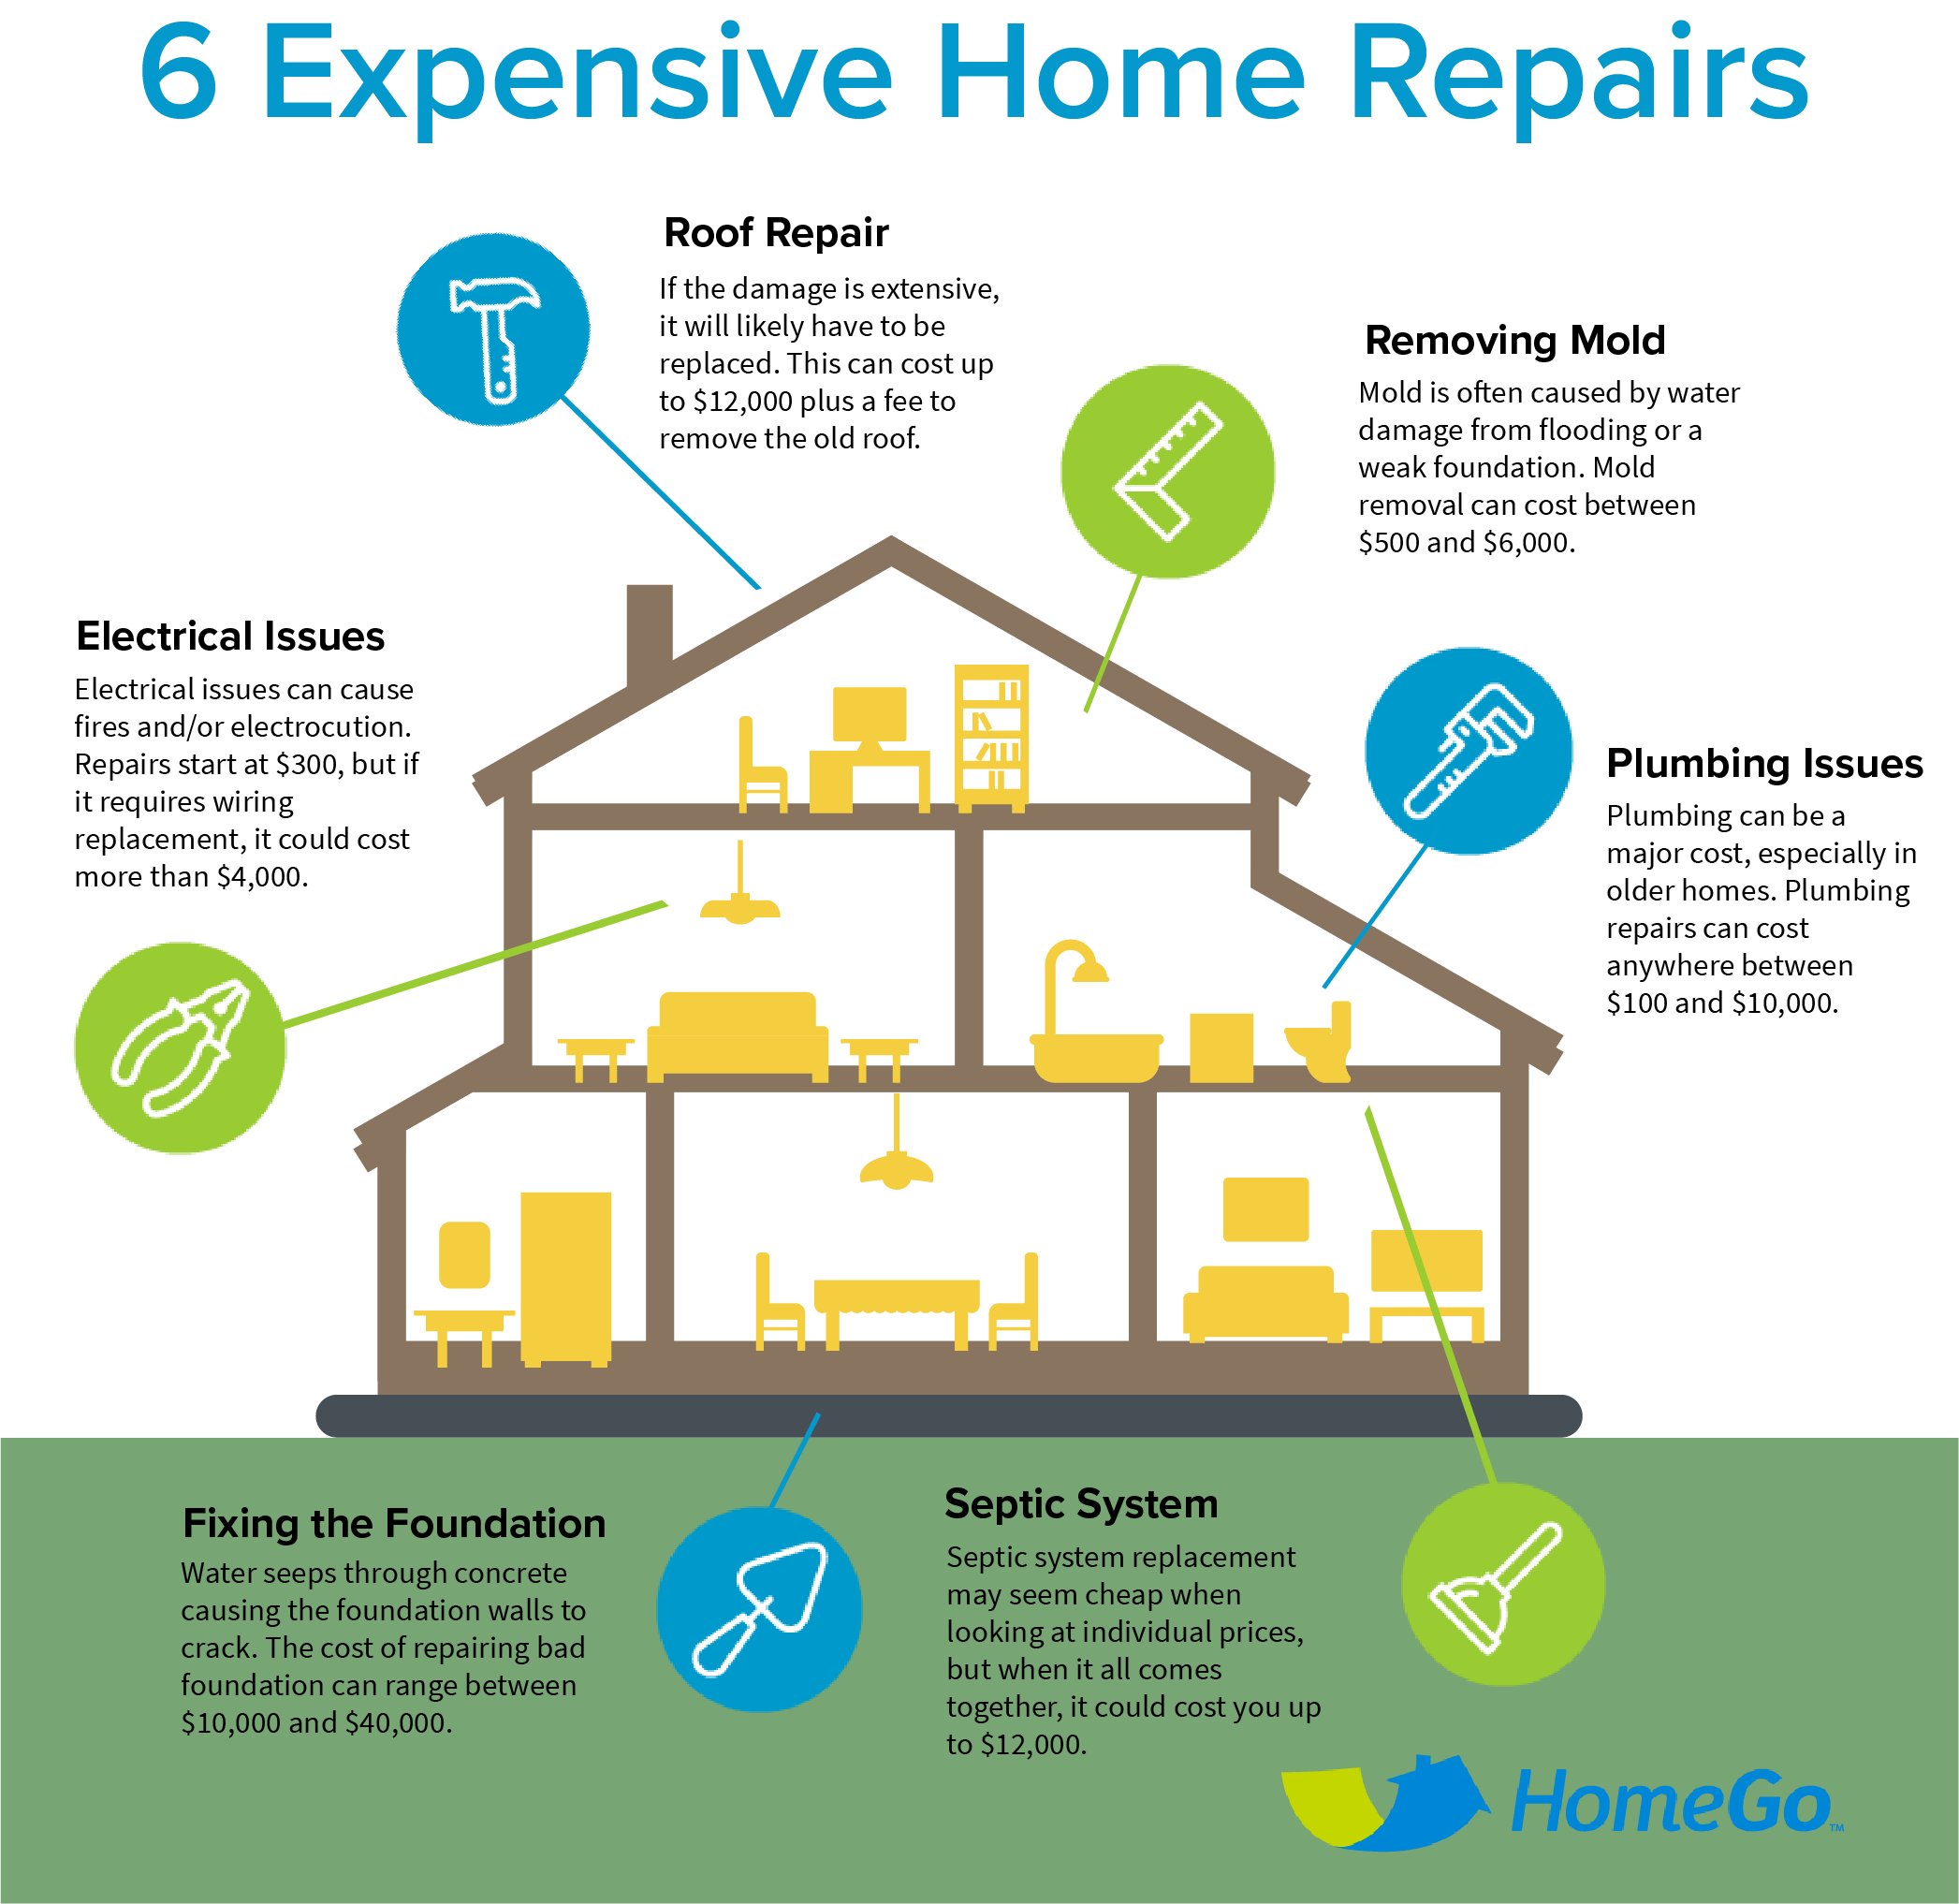 6 Expensive Home Repairs
Roof Repair
If the damage is extensive,
it will likely have to be
replaced. This can cost up
to $12,000 plus a fee to
remove the old roof.
Removing Mold
Mold is often caused by water
damage from flooding or a
weak foundation. Mold
removal can cost between
$500 and $6,000.
Electrical Issues
Electrical issues can cause
fires and/or electrocution.
Repairs start at $300, but if
it requires wiring
replacement, it could cost
more than $4,000.
Plumbing Issues
Plumbing can be a
major cost, especially in
older homes. Plumbing
repairs can cost
anywhere between
$100 and $10,000.
Fixing the Foundation
Water seeps through concrete
causing the foundation walls to
crack. The cost of repairing bad
foundation can range between
$10,000 and $40,000.
Septic System
Septic system replacement
may seem cheap when
looking at individual prices,
but when it all comes
together, it could cost you up
to $12,000.
HomeGo™